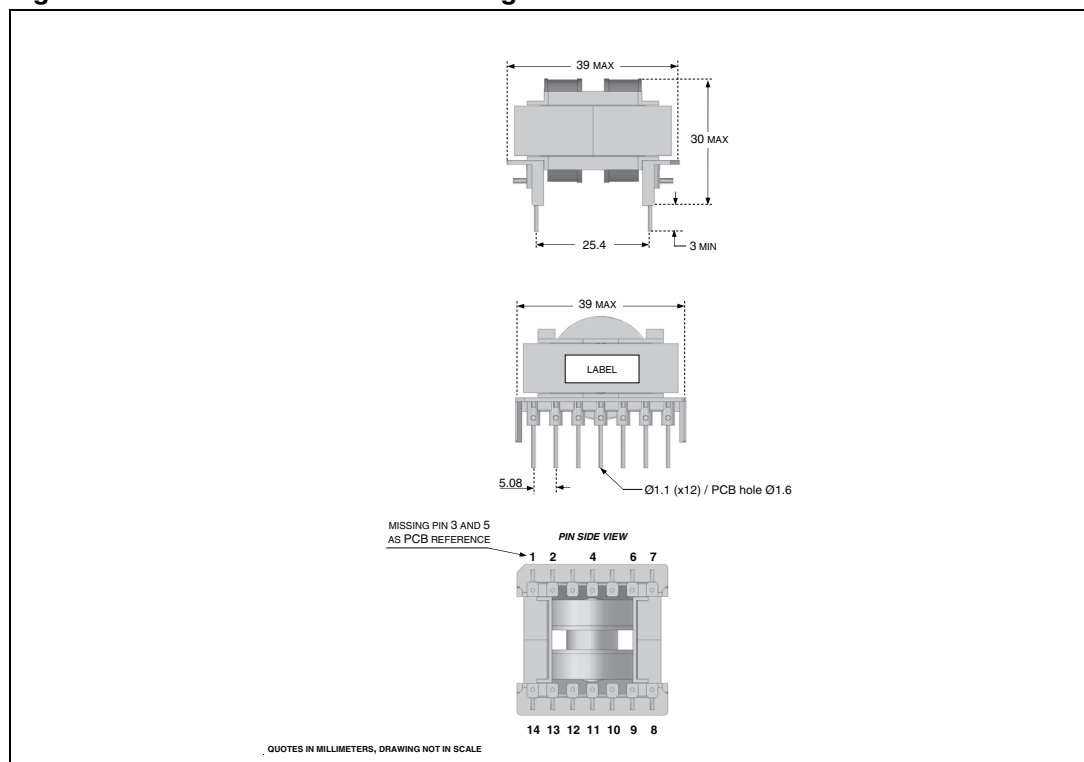 39 MAX
30 MAX
25.4
3 MIN
39 MAX
LABEL
5.08
Ø1.1 (x12) / PCB hole Ø1.6
MISSING PIN 3 AND 5
AS PCB REFERENCE
PIN SIDE VIEW
1 2 4 6 7
14 13 12 11 10 9 8
QUOTES IN MILLIMETERS, DRAWING NOT IN SCALE